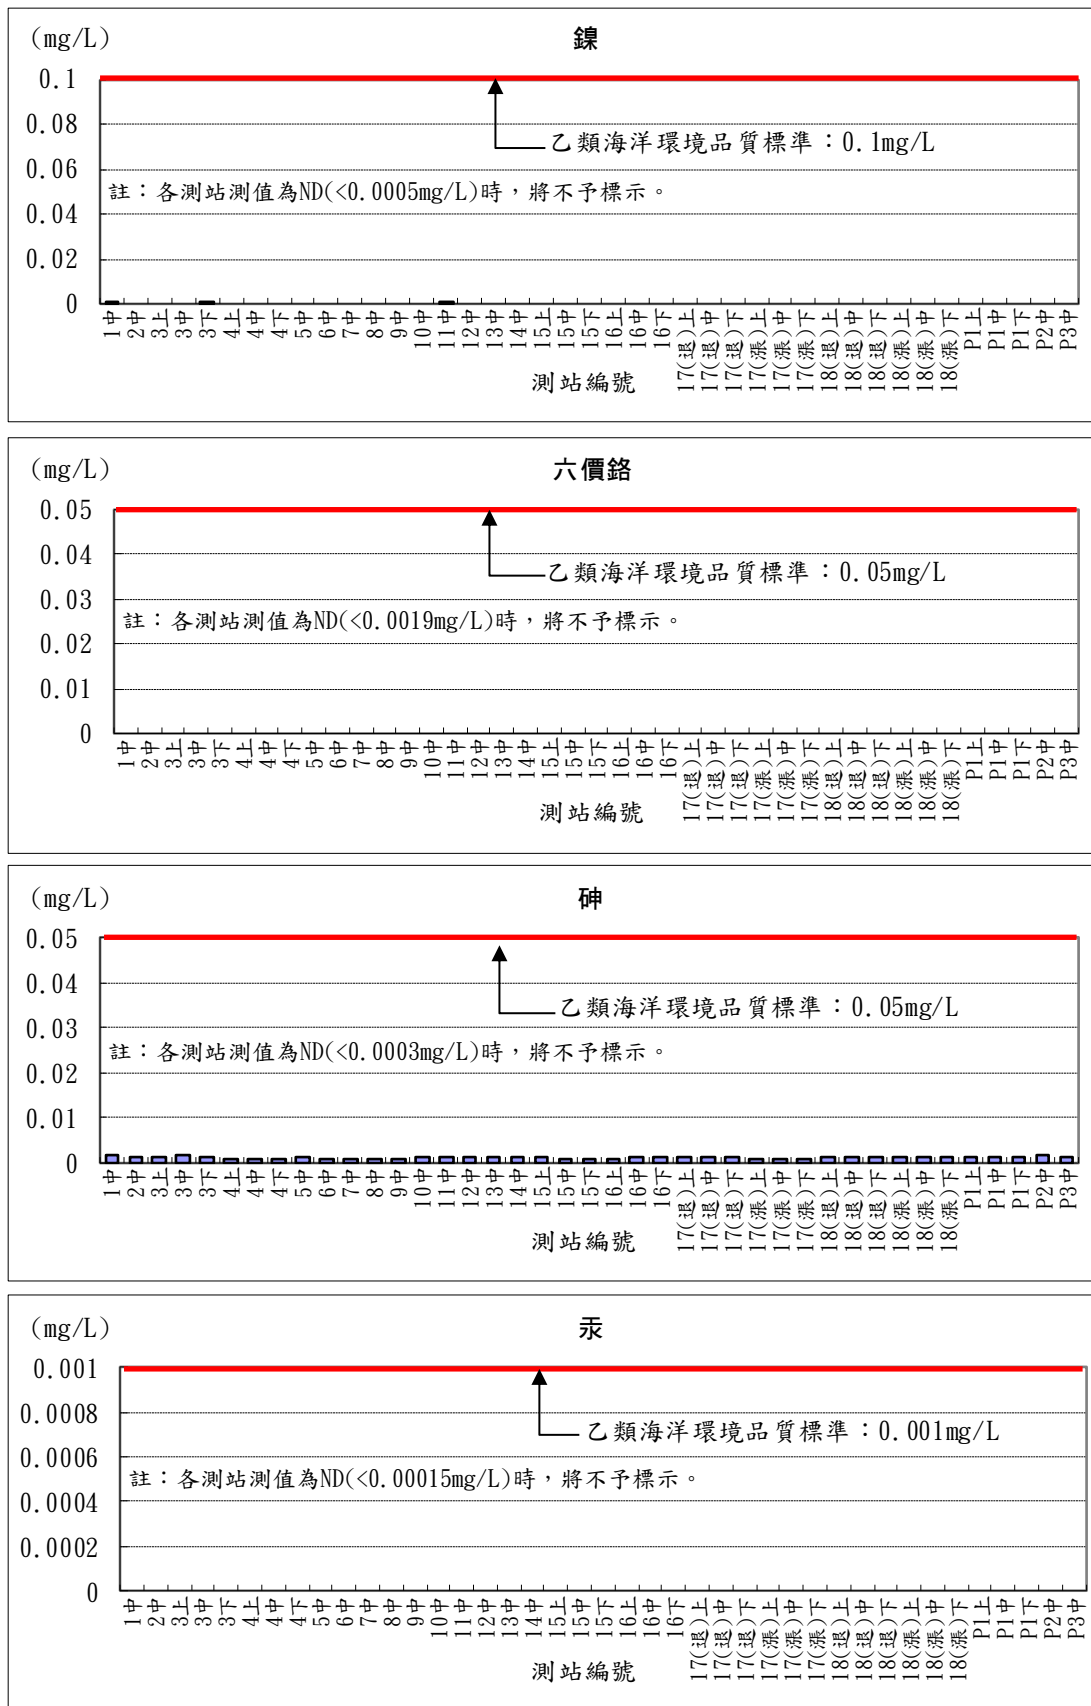 (mg/L)
鎳
0.1
0.08
0.06
0.04
0.02
0
乙類海洋環境品質標準：0.1mg/L
註：各測站測值為ND(<0.0005mg/L)時，將不予標示。
1中 2中 3上 3中 3下 4上 4中 4下 5中 6中 7中 8中 9中 10中 11中 12中 13中 14中 15上 15中 15下 16上 16中 16下 17(退)上 17(退)中 17(退)下 17(漲)上 17(漲)中 17(漲)下 18(退)上 18(退)中 18(退)下 18(漲)上 18(漲)中 18(漲)下 P1上 P1中 P1下 P2中 P3中
測站編號
(mg/L)
六價鉻
0.05
0.04
0.03
0.02
0.01
0
乙類海洋環境品質標準：0.05mg/L
註：各測站測值為ND(<0.0019mg/L)時，將不予標示。
1中 2中 3上 3中 3下 4上 4中 4下 5中 6中 7中 8中 9中 10中 11中 12中 13中 14中 15上 15中 15下 16上 16中 16下 17(退)上 17(退)中 17(退)下 17(漲)上 17(漲)中 17(漲)下 18(退)上 18(退)中 18(退)下 18(漲)上 18(漲)中 18(漲)下 P1上 P1中 P1下 P2中 P3中
測站編號
(mg/L)
砷
0.05
0.04
0.03
0.02
0.01
0
乙類海洋環境品質標準：0.05mg/L
註：各測站測值為ND(<0.0003mg/L)時，將不予標示。
1中 2中 3上 3中 3下 4上 4中 4下 5中 6中 7中 8中 9中 10中 11中 12中 13中 14中 15上 15中 15下 16上 16中 16下 17(退)上 17(退)中 17(退)下 17(漲)上 17(漲)中 17(漲)下 18(退)上 18(退)中 18(退)下 18(漲)上 18(漲)中 18(漲)下 P1上 P1中 P1下 P2中 P3中
測站編號
(mg/L)
汞
0.001
0.0008
0.0006
0.0004
0.0002
0
乙類海洋環境品質標準：0.001mg/L
註：各測站測值為ND(<0.00015mg/L)時，將不予標示。
1中 2中 3上 3中 3下 4上 4中 4下 5中 6中 7中 8中 9中 10中 11中 12中 13中 14中 15上 15中 15下 16上 16中 16下 17(退)上 17(退)中 17(退)下 17(漲)上 17(漲)中 17(漲)下 18(退)上 18(退)中 18(退)下 18(漲)上 18(漲)中 18(漲)下 P1上 P1中 P1下 P2中 P3中
測站編號